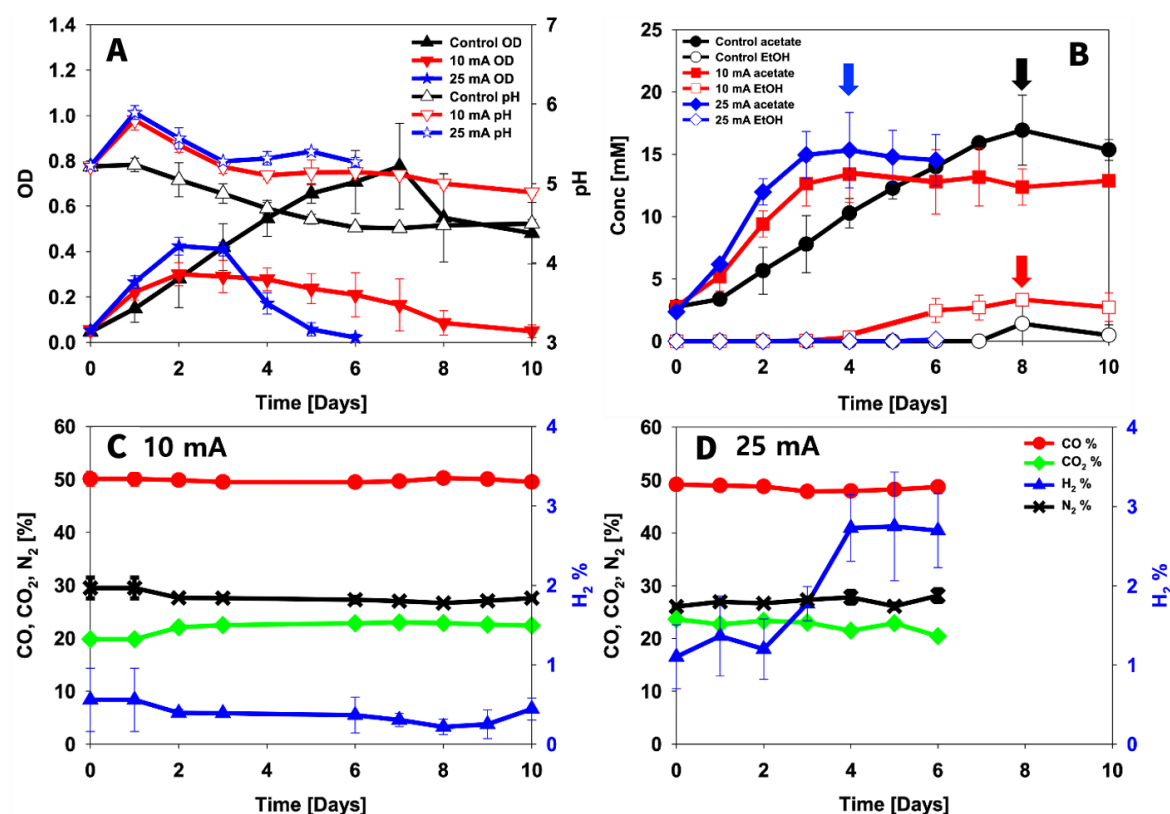 A
1.4
1.2
1.0
0.8
0.6
0.4
0.2
0.0
OD
7
6
5
4
3
pH
Control OD
10 mA OD
25 mA OD
Control pH
10 mA pH
25 mA pH
0 2 4 6 8 10
Time [Days]
B
25
20
15
10
5
0
Conc [mM]
Control acetate
Control EtOH
10 mA acetate
10 mA EtOH
25 mA acetate
25 mA EtOH
0 2 4 6 8 10
Time [Days]
C 10 mA
60
50
40
30
20
10
0
CO, CO₂, N₂ [%]
4
3
2
1
0
H₂ %
0 2 4 6 8 10
Time [Days]
D 25 mA
60
50
40
30
20
10
0
CO, CO₂, N₂ [%]
4
3
2
1
0
H₂ %
CO %
CO₂ %
H₂ %
N₂ %
0 2 4 6 8 10
Time [Days]